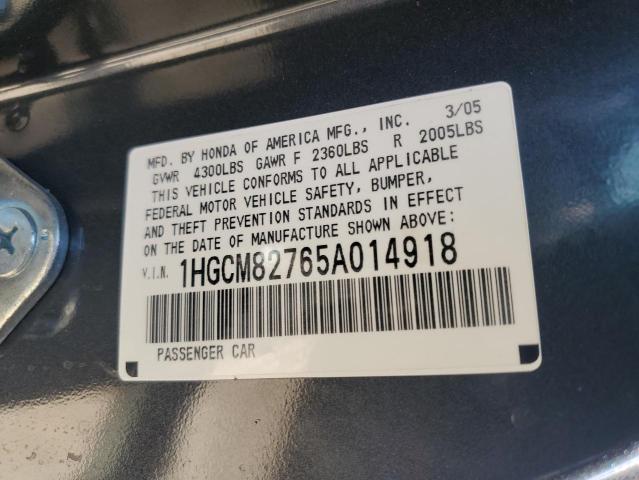 MFD. BY HONDA OF AMERICA MFG., INC. 3/05
GVWR 4300LBS GAWR F 2360LBS R 2005LBS
THIS VEHICLE CONFORMS TO ALL APPLICABLE
FEDERAL MOTOR VEHICLE SAFETY, BUMPER,
AND THEFT PREVENTION STANDARDS IN EFFECT
ON THE DATE OF MANUFACTURE SHOWN ABOVE:
V.I.N. 1HGCM82765A014918
PASSENGER CAR